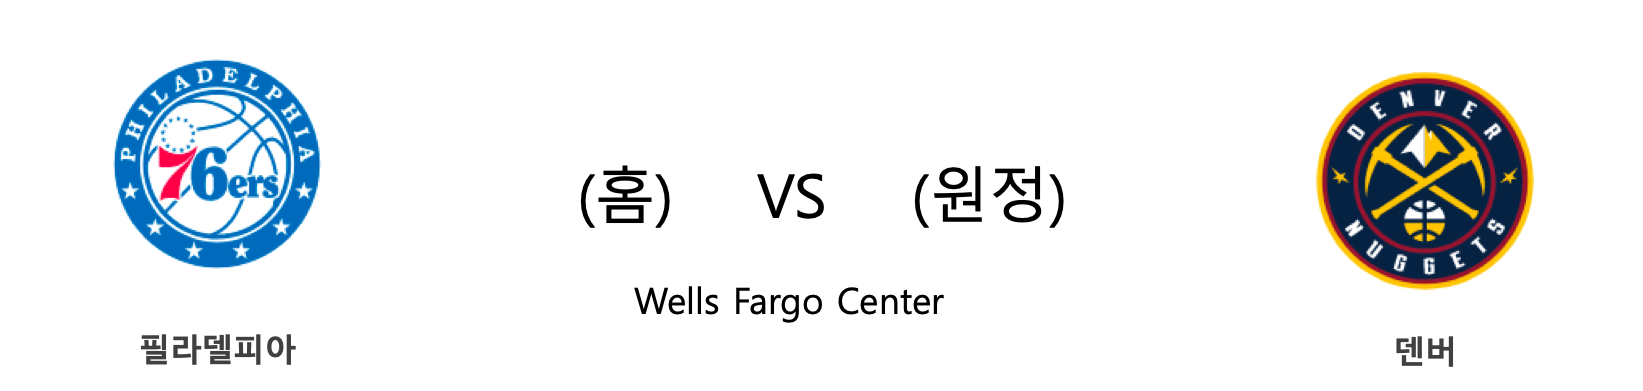 PHILADELPHIA
76ers
(홈) VS (원정)
Wells Fargo Center
필라델피아
DENVER
NUGGETS
덴버